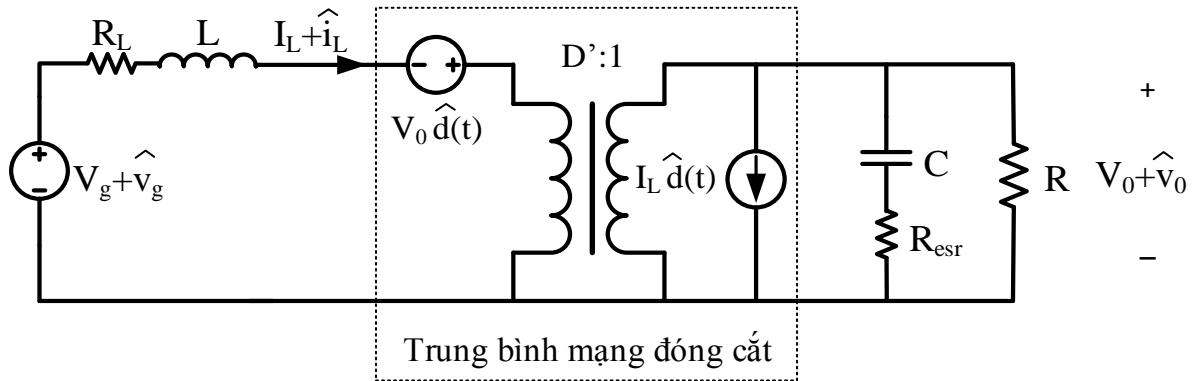 R_L
L
I_L+î_L
V_0 d̂(t)
D’:1
V_g+v̂_g
I_L d̂(t)
C
R_esr
R
+
V_0+v̂_0
−
Trung bình mạng đóng cắt